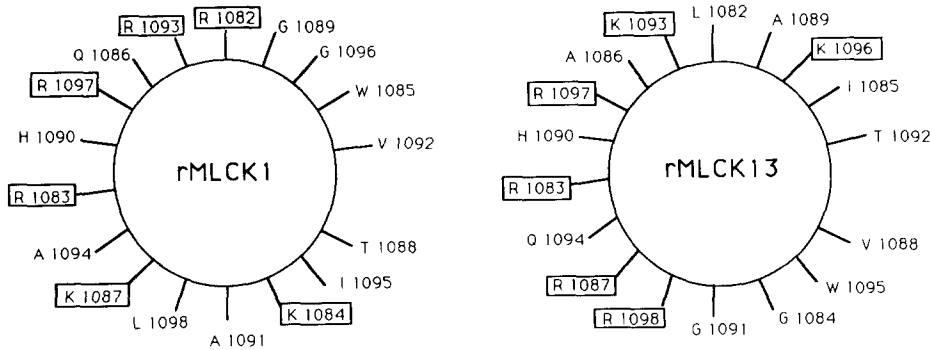 R 1082
R 1093
G 1089
Q 1086
G 1096
R 1097
W 1085
H 1090
V 1092
rMLCK1
R 1083
A 1094
T 1088
K 1087
I 1095
L 1098
K 1084
A 1091
L 1082
K 1093
A 1089
A 1086
K 1096
R 1097
I 1085
H 1090
T 1092
rMLCK13
R 1083
Q 1094
V 1088
R 1087
W 1095
R 1098
G 1084
G 1091